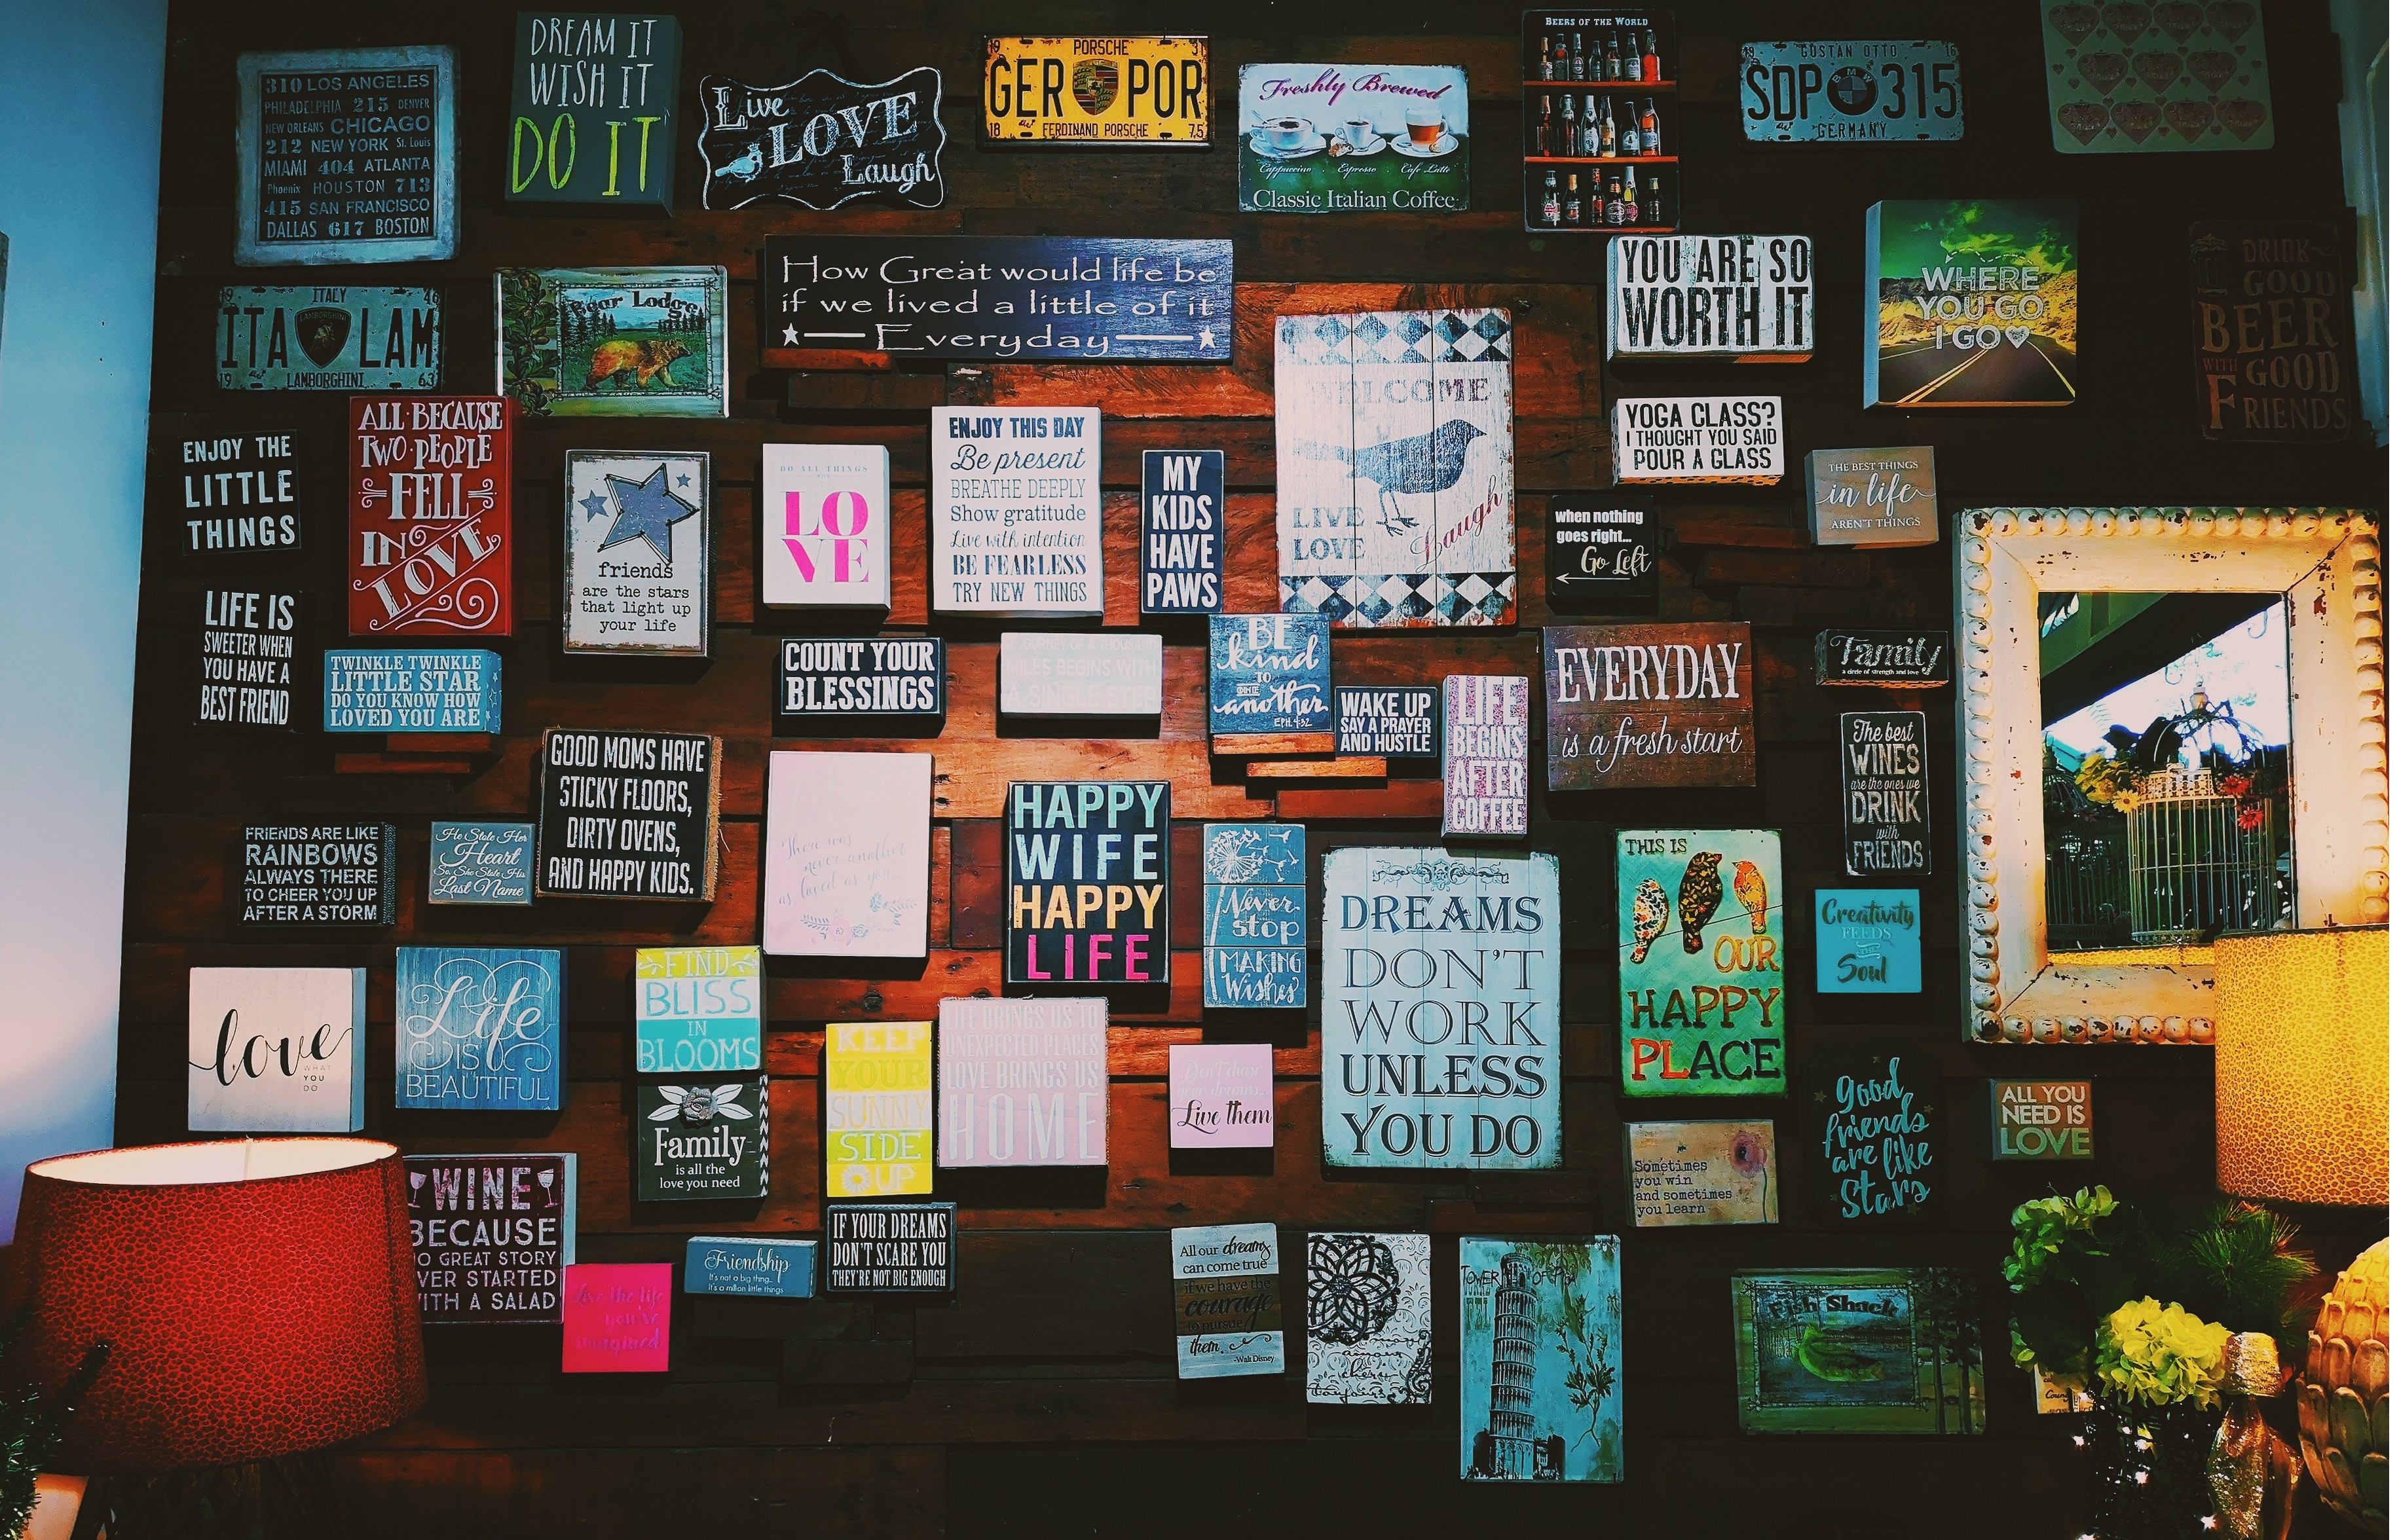 310 LOS ANGELES
PHILADELPHIA 215 DENVER
NEW ORLEANS CHICAGO
212 NEW YORK St. Louis
MIAMI 404 ATLANTA
Phoenix HOUSTON 713
415 SAN FRANCISCO
DALLAS 617 BOSTON
DREAM IT
WISH IT
DO IT
Live
LOVE
Laugh
19 PORSCHE 31
GER POR
18 FERDINAND PORSCHE 75
Freshly Brewed
Cappuccino . Espresso . Cafe Latte
Classic Italian Coffee
BEERS OF THE WORLD
GUSTAN OTTO 16
SDP BMW 315
GERMANY
19 ITALY 46
ITA LAMBORGHINI LAM
19 LAMBORGHINI 63
Bear Lodge
How Great would life be
if we lived a little of it
Everyday
YOU ARE SO
WORTH IT
WHERE
YOU GO
I GO
DRINK
GOOD
BEER
WITH GOOD
FRIENDS
ENJOY THE
LITTLE
THINGS
ALL BECAUSE
TWO PEOPLE
FELL
IN
LOVE
friends
are the stars
that light up
your life
DO ALL THINGS
LO
VE
ENJOY THIS DAY
Be present
BREATHE DEEPLY
Show gratitude
Live with intention
BE FEARLESS
TRY NEW THINGS
MY
KIDS
HAVE
PAWS
WELCOME
LIVE
LOVE
Laugh
YOGA CLASS?
I THOUGHT YOU SAID
POUR A GLASS
when nothing
goes right...
Go Left
THE BEST THINGS
in life
AREN'T THINGS
LIFE IS
SWEETER WHEN
YOU HAVE A
BEST FRIEND
TWINKLE TWINKLE
LITTLE STAR
DO YOU KNOW HOW
LOVED YOU ARE
COUNT YOUR
BLESSINGS
JOURNEY OF A THOUSAND
MILES BEGINS WITH
A
BE
kind
TO
ONE
another
EPH. 4:32
WAKE UP
SAY A PRAYER
AND HUSTLE
LIFE
BEGINS
AFTER
COFFEE
EVERYDAY
is a fresh start
Family
a circle of strength and love
The best
WINES
are the ones we
DRINK
with
FRIENDS
GOOD MOMS HAVE
STICKY FLOORS,
DIRTY OVENS,
AND HAPPY KIDS.
FRIENDS ARE LIKE
RAINBOWS
ALWAYS THERE
TO CHEER YOU UP
AFTER A STORM
He Stole Her
Heart
So, She Stole His
Last Name
There was
never another
as loved as you
HAPPY
WIFE
HAPPY
LIFE
Never
stop
MAKING
Wishes
DREAMS
DON'T
WORK
UNLESS
YOU DO
THIS IS
OUR
HAPPY
PLACE
Creativity
FEEDS
THE
Soul
love
WHAT
YOU
DO
Life
IS
BEAUTIFUL
FIND
BLISS
IN
BLOOMS
Family
is all the
love you need
KEEP
YOUR
SUNNY
SIDE
UP
LIFE BRINGS US TO
UNEXPECTED PLACES
LOVE BRINGS US
HOME
Don't chase
your dreams...
Live them
Sometimes
you win
and sometimes
you learn
good
friends
are like
Stars
ALL YOU
NEED IS
LOVE
WINE
BECAUSE
NO GREAT STORY
EVER STARTED
WITH A SALAD
Live the life
you've
imagined
Friendship
It's not a big thing...
It's a million little things
IF YOUR DREAMS
DON'T SCARE YOU
THEY'RE NOT BIG ENOUGH
All our dreams
can come true
if we have the
courage
to pursue
them.
-Walt Disney
TOWER OF
Fish Shack